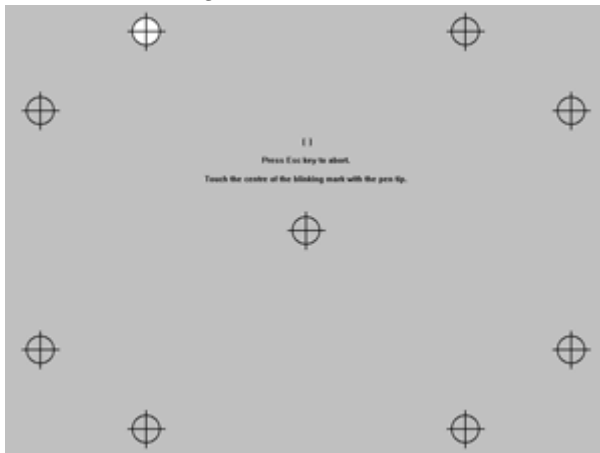 [ ]
Press Esc key to abort.
Touch the centre of the blinking mark with the pen tip.